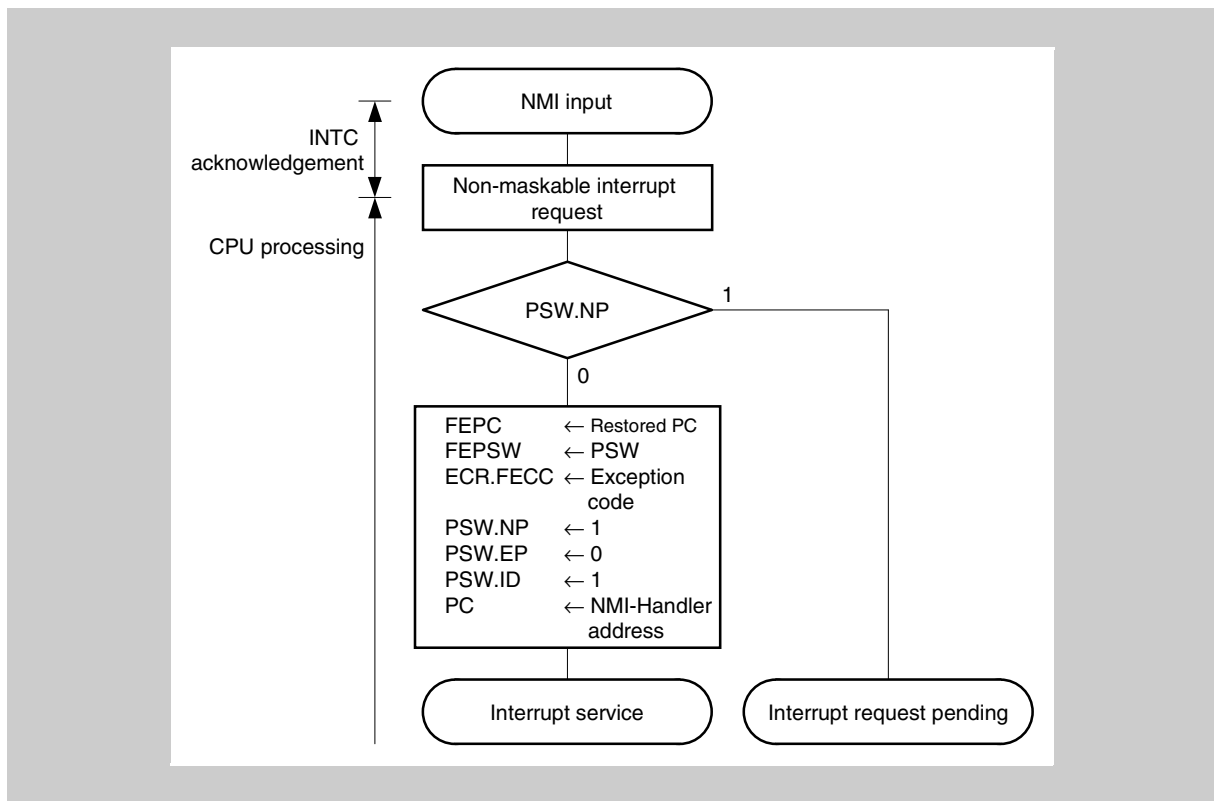 NMI input
INTC
acknowledgement
Non-maskable interrupt
request
CPU processing
PSW.NP
1
0
FEPC ← Restored PC
FEPSW ← PSW
ECR.FECC ← Exception
code
PSW.NP ← 1
PSW.EP ← 0
PSW.ID ← 1
PC ← NMI-Handler
address
Interrupt service
Interrupt request pending